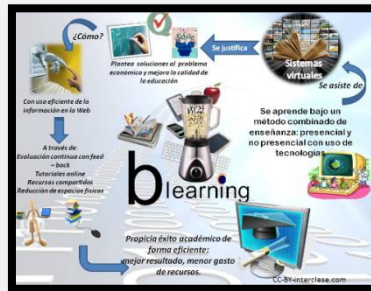 ¿Cómo?
Plantea soluciones al problema
económico y mejora la calidad de
la educación
Se justifica
Sistemas
virtuales
Se asiste de
Con uso eficiente de la
información en la Web
Se aprende bajo un
método combinado de
enseñanza: presencial y
no presencial con uso de
tecnologías
A través de:
Evaluación continua con feed
– back
Tutoriales online
Recursos compartidos
Reducción de espacios físicos
b learning
Propicia éxito académico de
forma eficiente:
mejor resultado, menor gasto
de recursos.
CC-BY-interclase.com